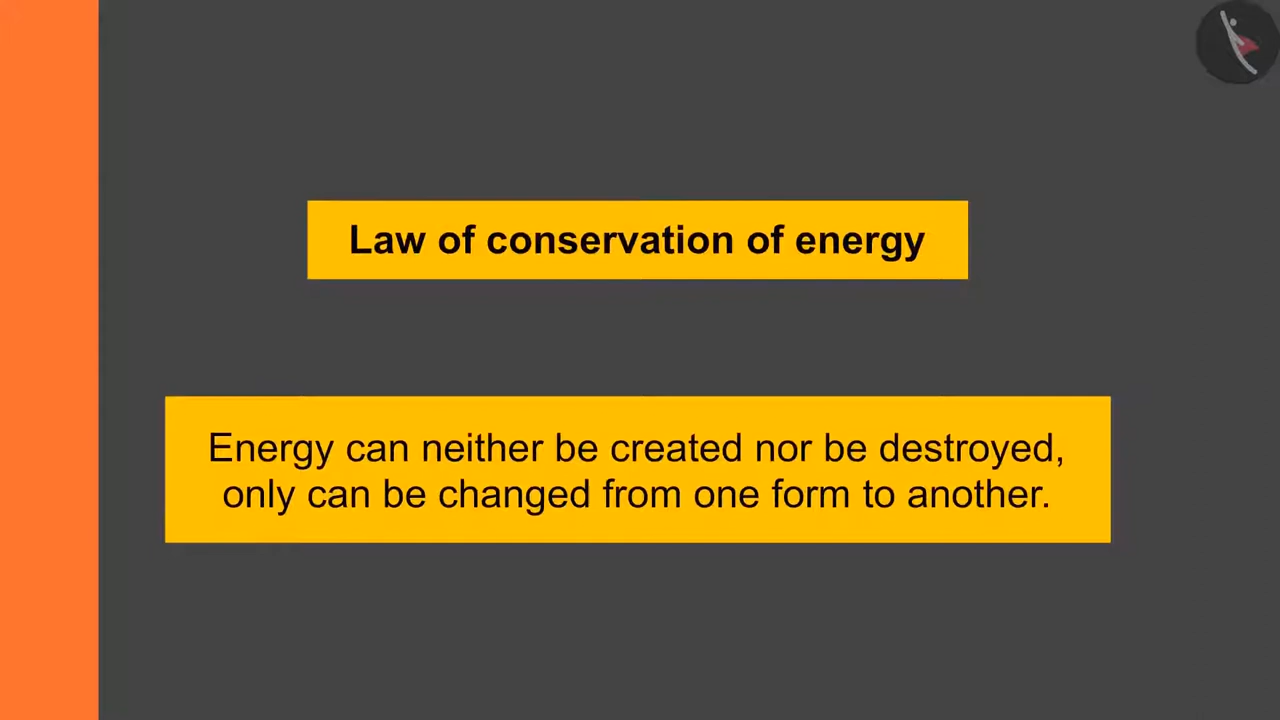 Law of conservation of energy
Energy can neither be created nor be destroyed,
only can be changed from one form to another.